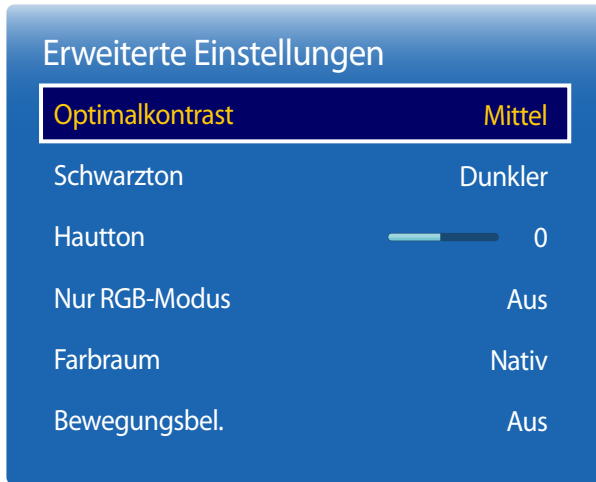 Erweiterte Einstellungen
Optimalkontrast Mittel
Schwarzton Dunkler
Hautton 0
Nur RGB-Modus Aus
Farbraum Nativ
Bewegungsbel. Aus